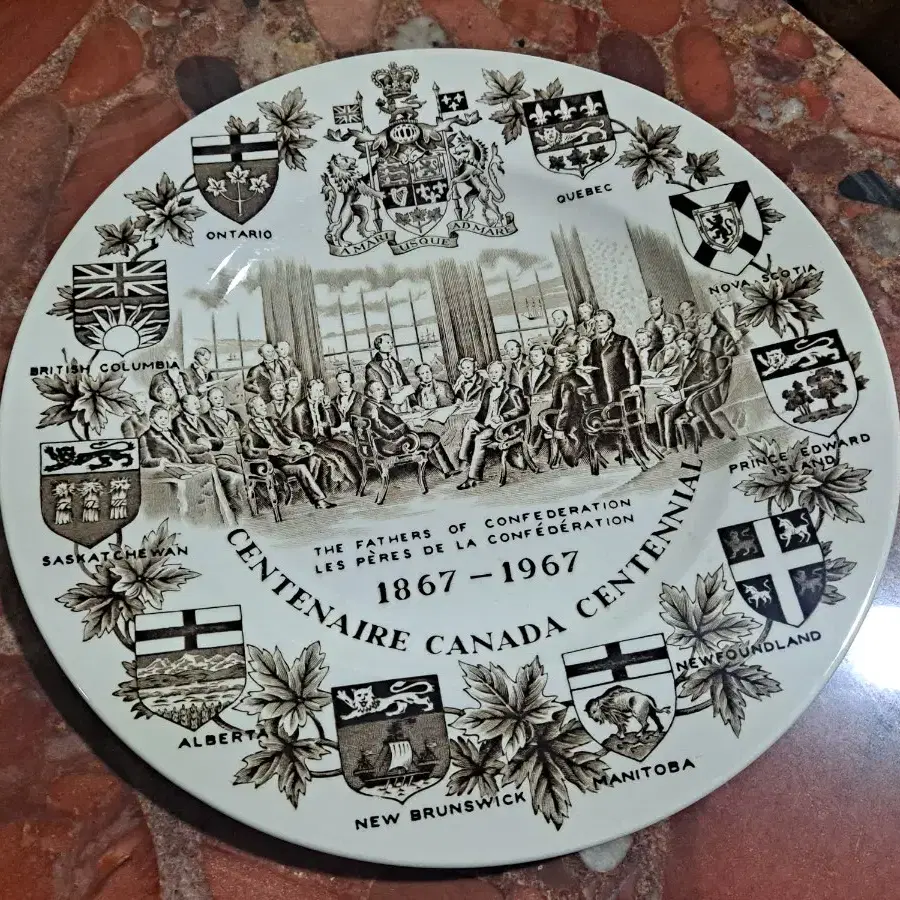 A MARI USQUE AD MARE
ONTARIO
QUEBEC
NOVA SCOTIA
BRITISH COLUMBIA
PRINCE EDWARD
ISLAND
SASKATCHEWAN
THE FATHERS OF CONFEDERATION
LES PÈRES DE LA CONFÉDÉRATION
1867 – 1967
CENTENAIRE CANADA CENTENNIAL
NEWFOUNDLAND
ALBERTA
MANITOBA
NEW BRUNSWICK